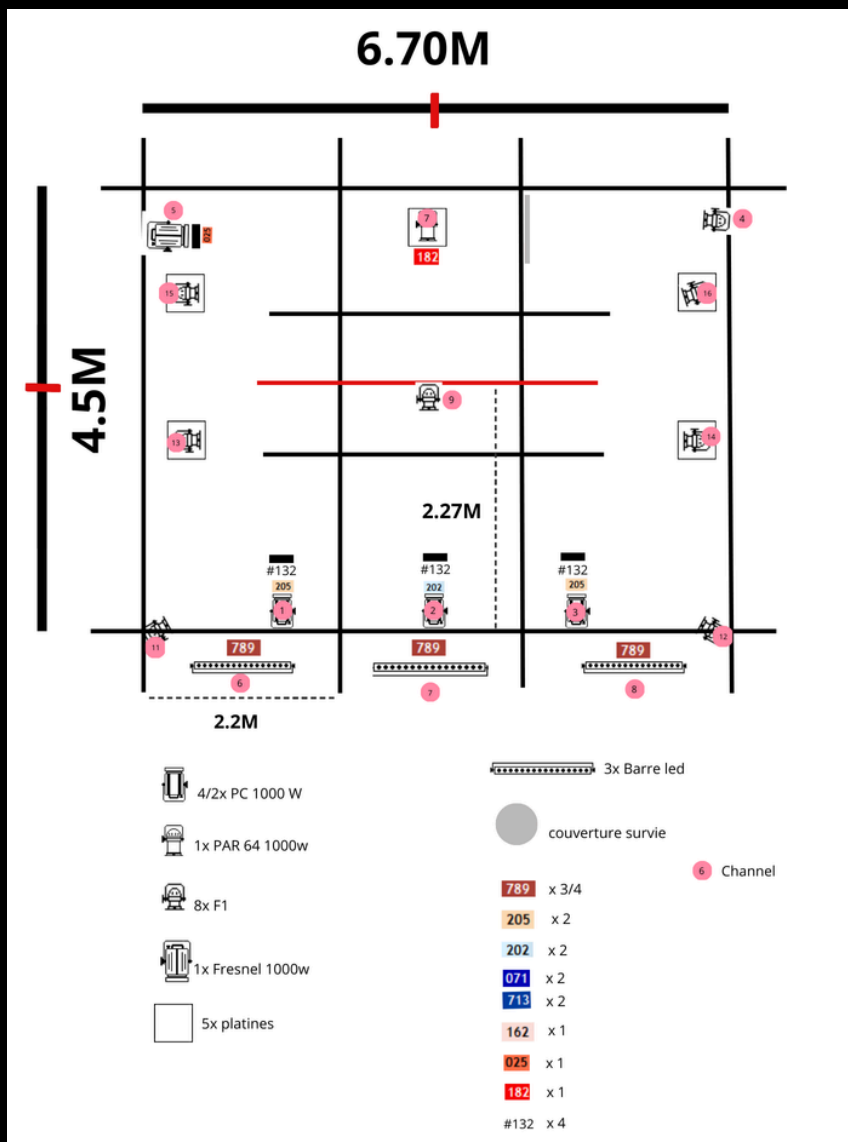 6.70M
4.5M
5
025
7
182
4
15
16
9
13
14
2.27M
#132
#132
#132
205
202
205
1
2
3
11
12
789
789
789
6
7
8
2.2M
4/2x PC 1000 W
1x PAR 64 1000w
8x F1
1x Fresnel 1000w
5x platines
3x Barre led
couverture survie
6 Channel
789 x 3/4
205 x 2
202 x 2
071 x 2
713 x 2
162 x 1
025 x 1
182 x 1
#132 x 4